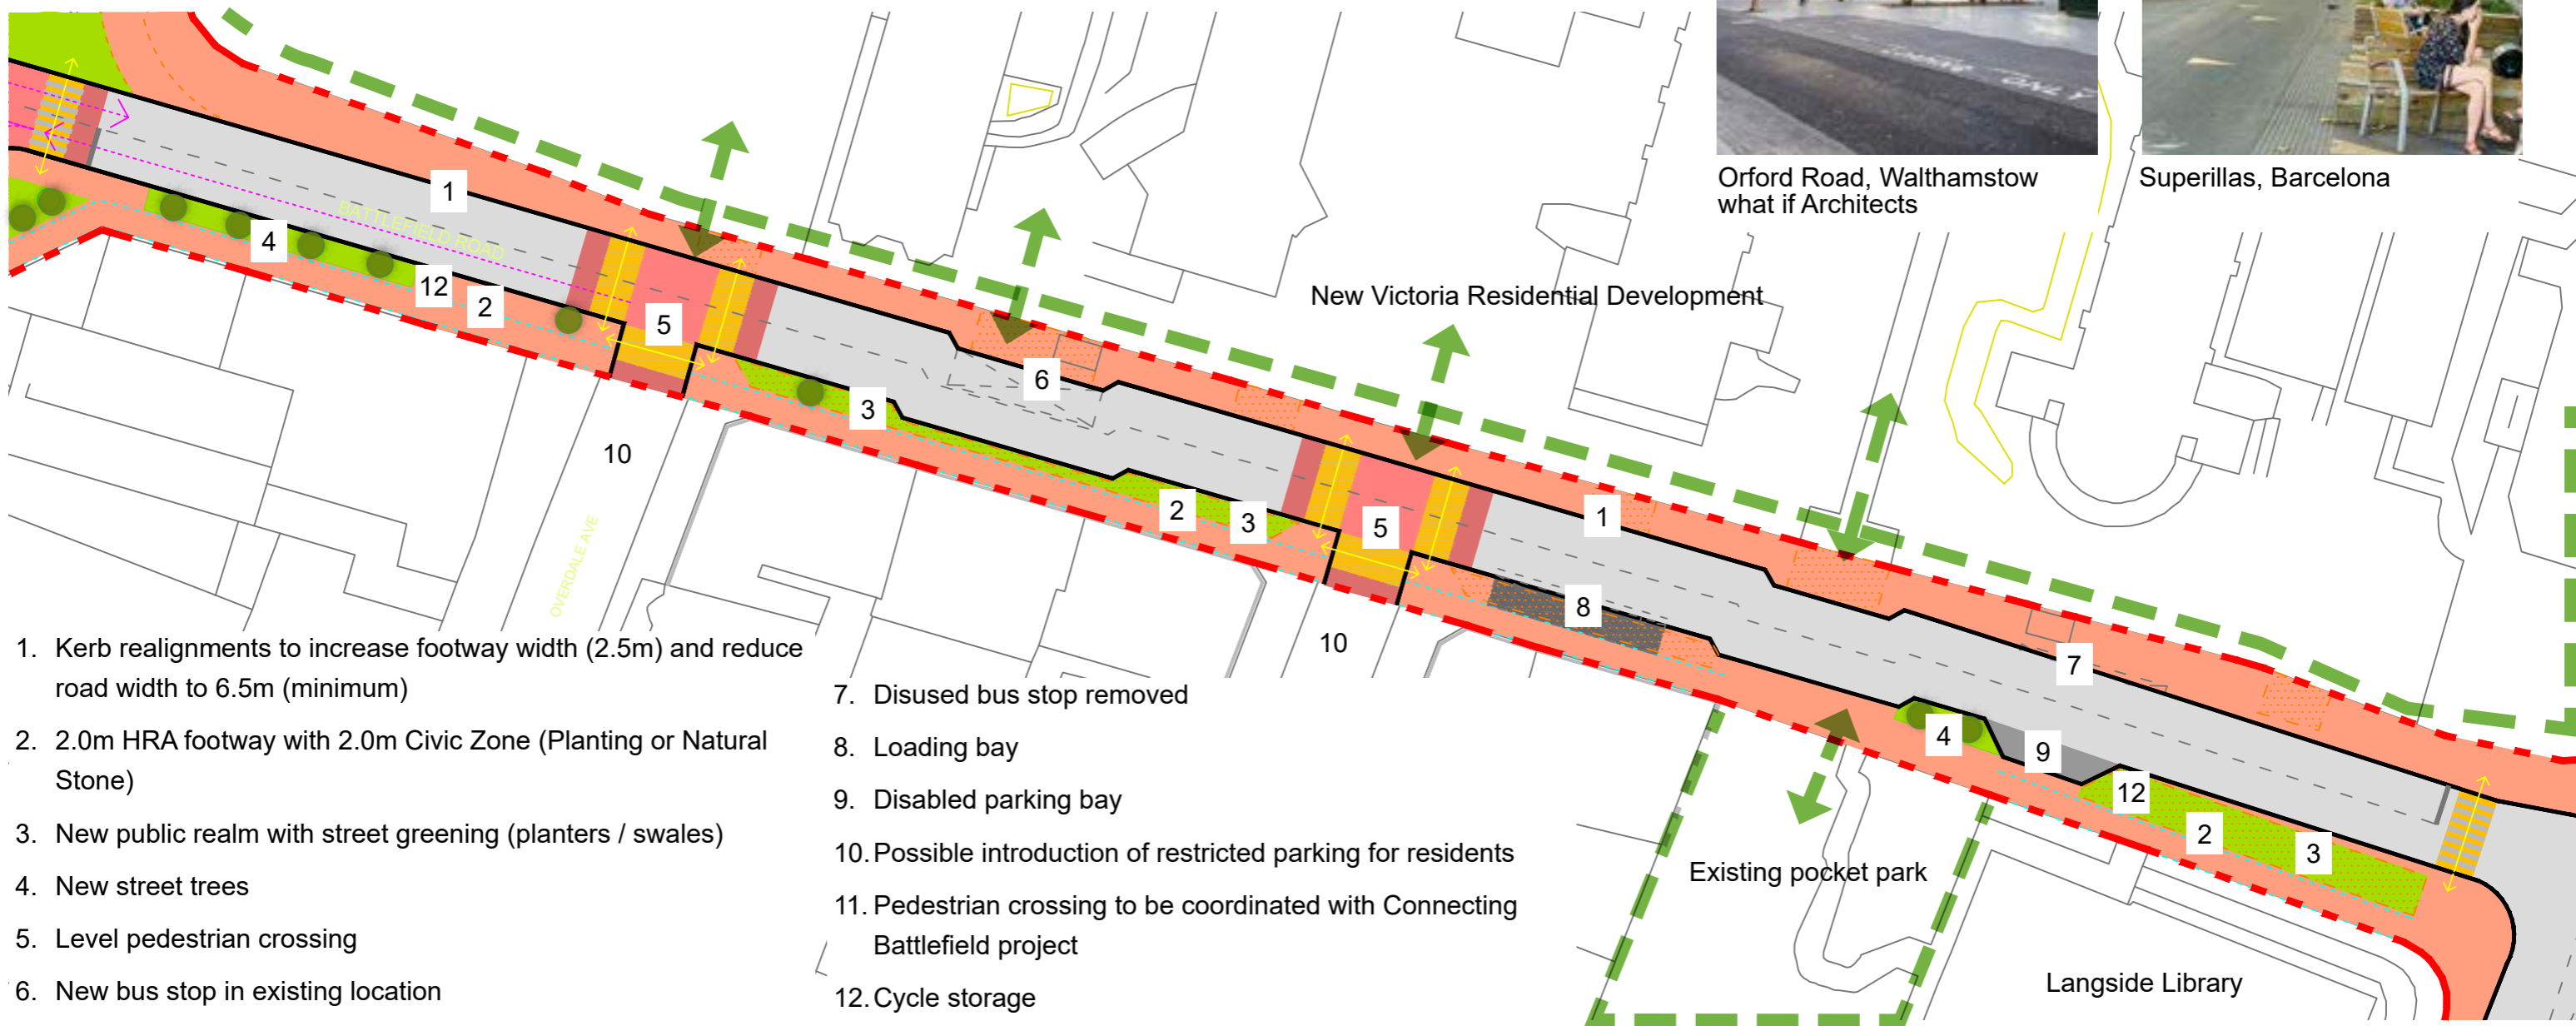 ONLY
Orford Road, Walthamstow
what if Architects
Superillas, Barcelona
1
BATTLEFIELD ROAD
4
12
2
5
New Victoria Residential Development
6
3
10
2
3
5
1
OVERDALE AVE
8
10
7
4
9
12
2
3
Existing pocket park
Langside Library
1. Kerb realignments to increase footway width (2.5m) and reduce
road width to 6.5m (minimum)
2. 2.0m HRA footway with 2.0m Civic Zone (Planting or Natural
Stone)
3. New public realm with street greening (planters / swales)
4. New street trees
5. Level pedestrian crossing
6. New bus stop in existing location
7. Disused bus stop removed
8. Loading bay
9. Disabled parking bay
10. Possible introduction of restricted parking for residents
11. Pedestrian crossing to be coordinated with Connecting
Battlefield project
12. Cycle storage